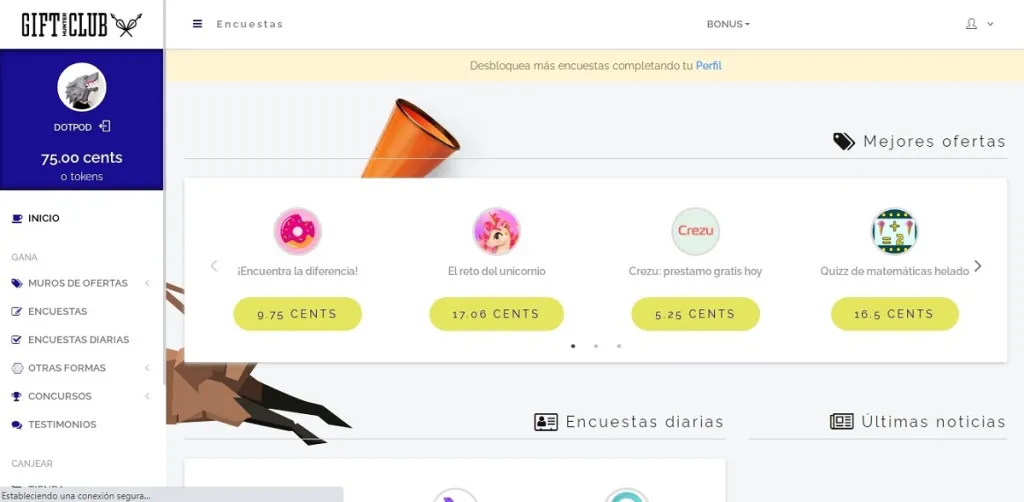 GIFT HUNTER CLUB
Encuestas
BONUS
Desbloquea más encuestas completando tu Perfil
DOTPOD
75.00 cents
0 tokens
INICIO
GANA
MUROS DE OFERTAS
ENCUESTAS
ENCUESTAS DIARIAS
OTRAS FORMAS
CONCURSOS
TESTIMONIOS
CANJEAR
TIENDA
Estableciendo una conexión segura...
Mejores ofertas
¡Encuentra la diferencia!
9.75 CENTS
El reto del unicornio
17.06 CENTS
Crezu
Crezu: prestamo gratis hoy
5.25 CENTS
+
= 2
Quizz de matemáticas helado
16.5 CENTS
Encuestas diarias
Últimas noticias